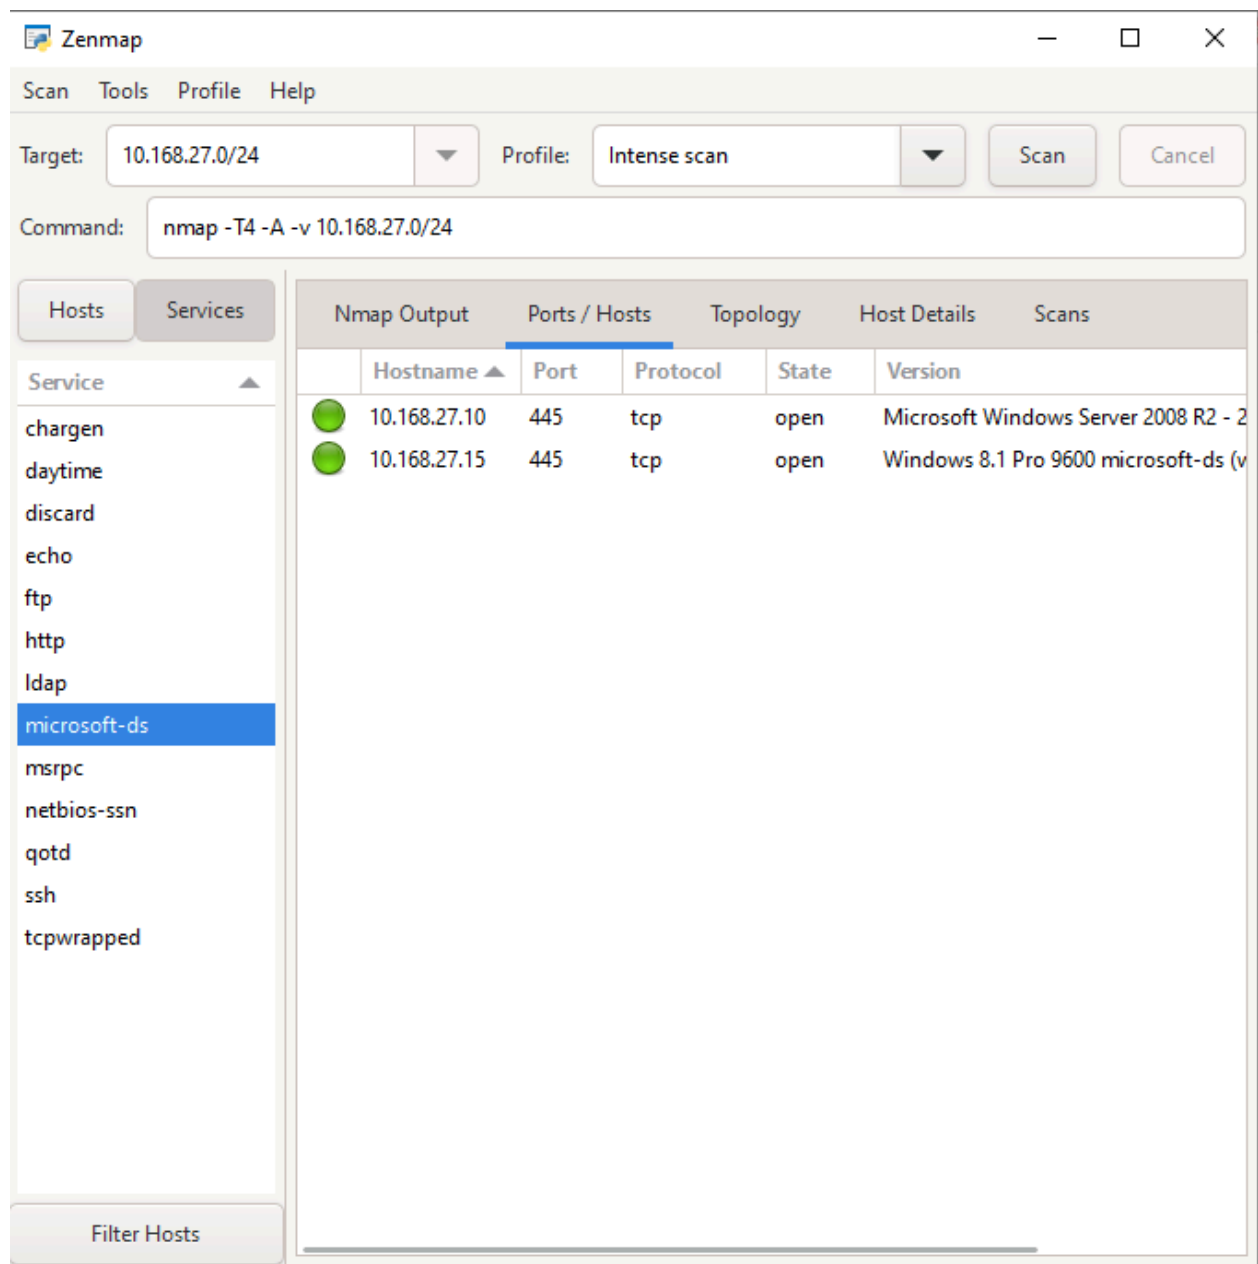 Zenmap
Scan Tools Profile Help
Target: 10.168.27.0/24 Profile: Intense scan Scan Cancel
Command: nmap -T4 -A -v 10.168.27.0/24
Hosts Services
Nmap Output Ports / Hosts Topology Host Details Scans
Service
Hostname Port Protocol State Version
10.168.27.10 445 tcp open Microsoft Windows Server 2008 R2 - 2
10.168.27.15 445 tcp open Windows 8.1 Pro 9600 microsoft-ds (
chargen
daytime
discard
echo
ftp
http
ldap
microsoft-ds
msrpc
netbios-ssn
qotd
ssh
tcpwrapped
Filter Hosts